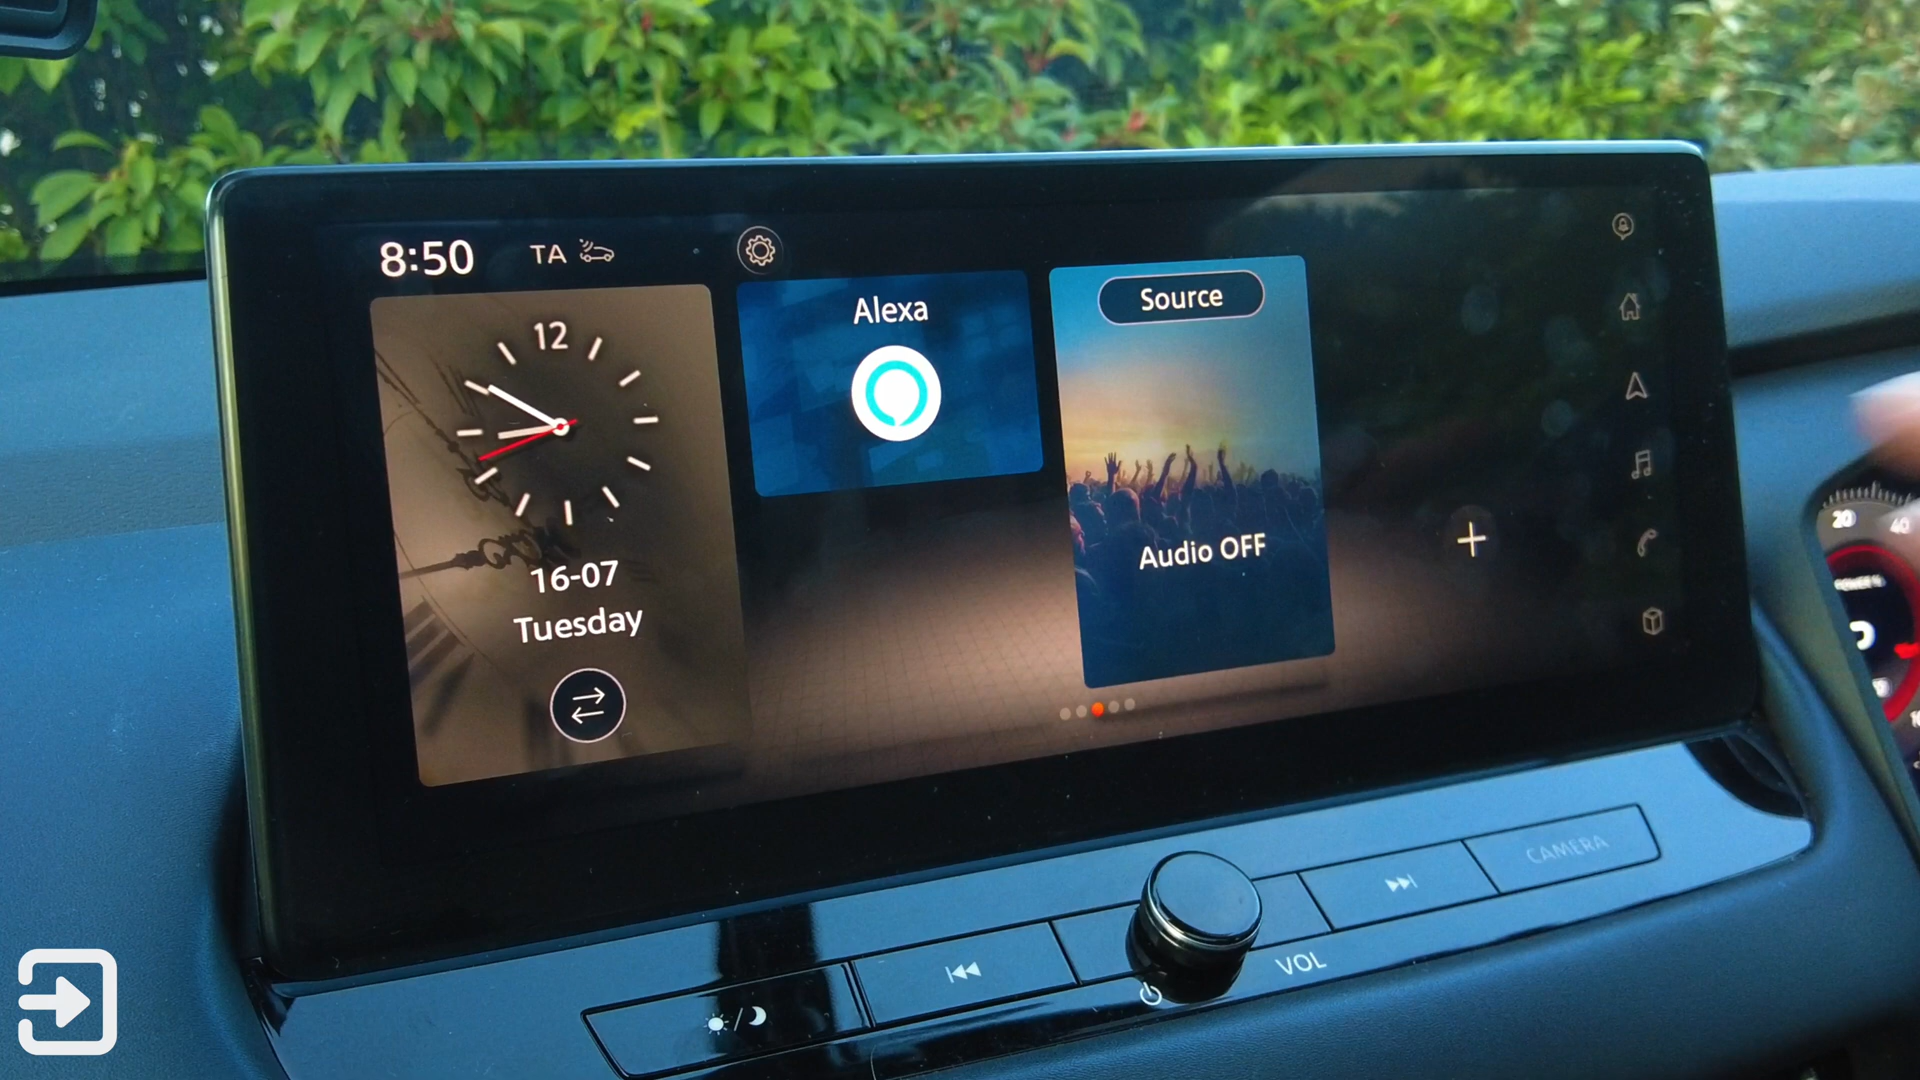 8:50 TA
12
16-07
Tuesday
Alexa
Source
Audio OFF
VOL
CAMERA
20 40